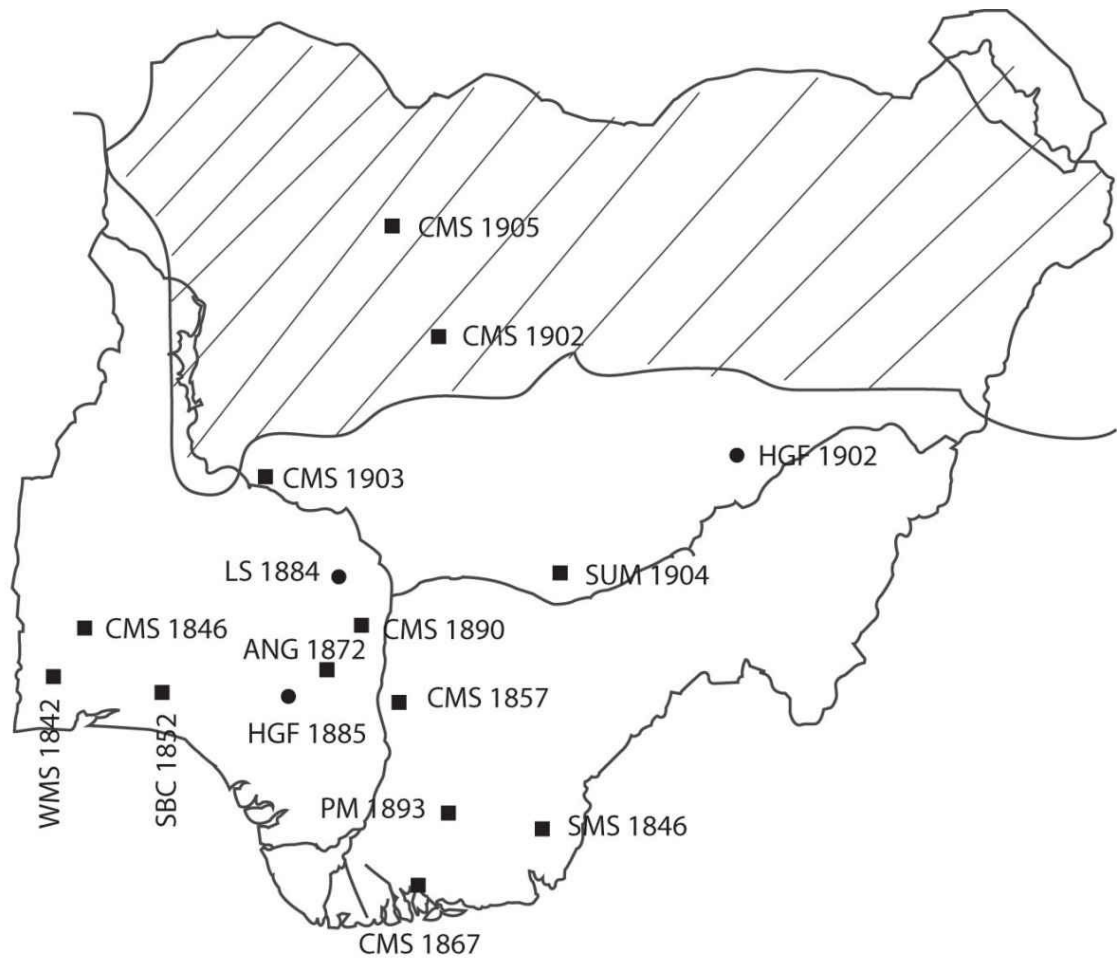 CMS 1905
CMS 1902
HGF 1902
CMS 1903
LS 1884
SUM 1904
CMS 1846
CMS 1890
ANG 1872
CMS 1857
WMS 1842
SBC 1852
HGF 1885
PM 1893
SMS 1846
CMS 1867